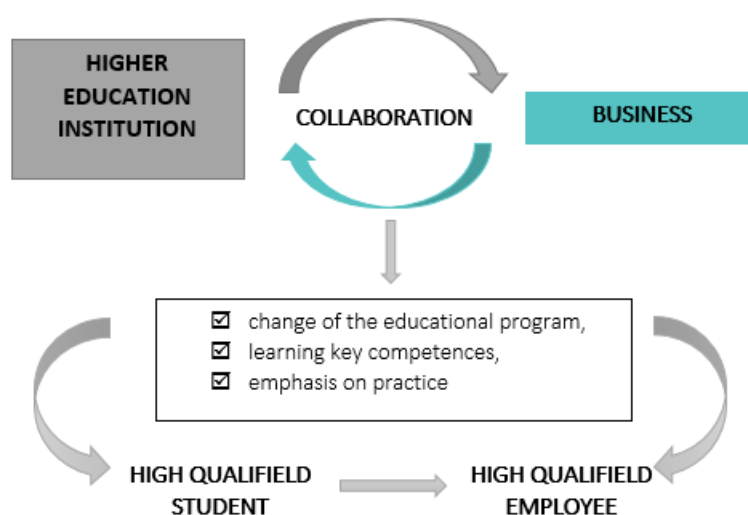 HIGHER
EDUCATION
INSTITUTION
COLLABORATION
BUSINESS
☑ change of the educational program,
☑ learning key competences,
☑ emphasis on practice
HIGH QUALIFIELD
STUDENT
HIGH QUALIFIELD
EMPLOYEE